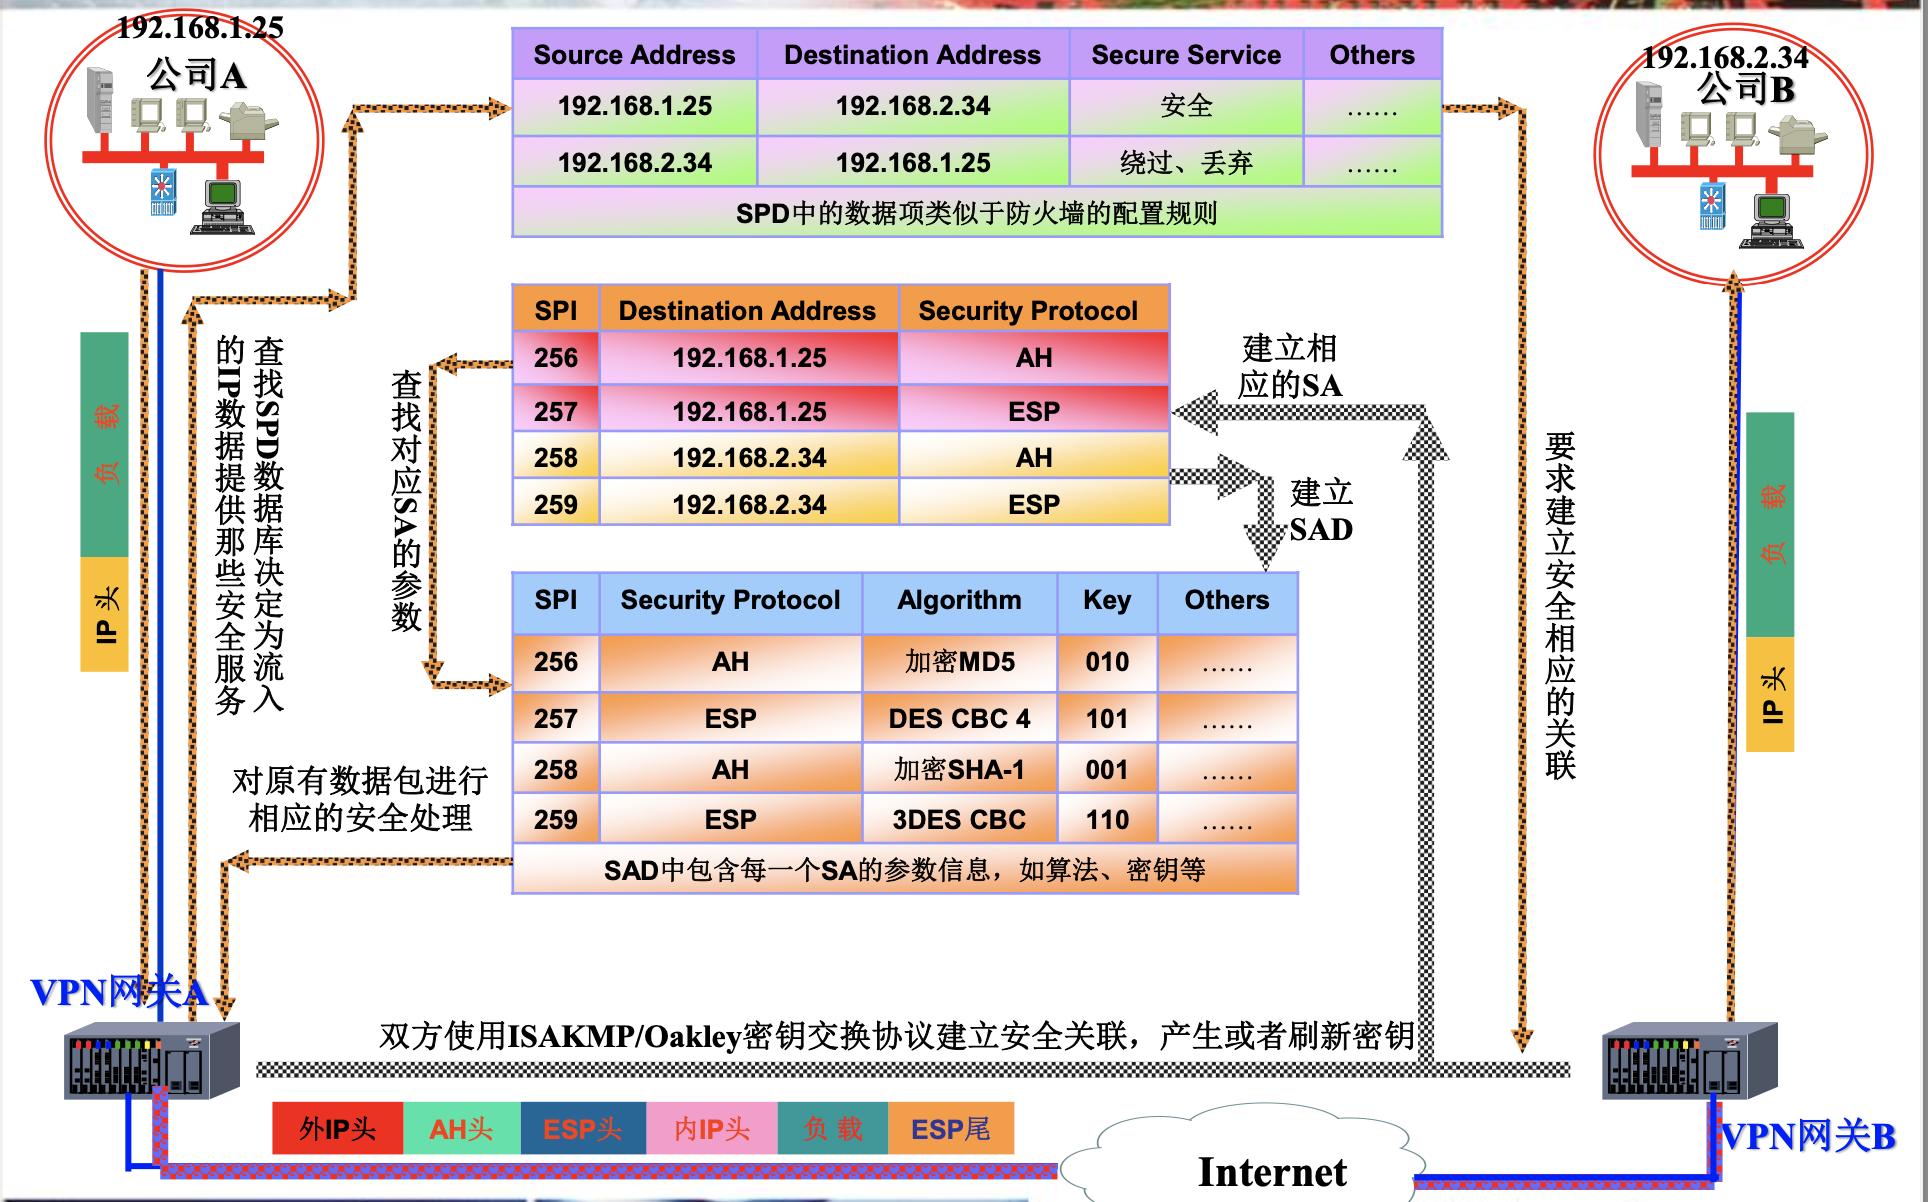 192.168.1.25
公司A
192.168.2.34
公司B
Source Address Destination Address Secure Service Others
192.168.1.25 192.168.2.34 安全 ……
192.168.2.34 192.168.1.25 绕过、丢弃 ……
SPD中的数据项类似于防火墙的配置规则
SPI Destination Address Security Protocol
256 192.168.1.25 AH
257 192.168.1.25 ESP
258 192.168.2.34 AH
259 192.168.2.34 ESP
建立相
应的SA
建立
SAD
查找SPD数据库决定为流入
的IP数据提供那些安全服务
查找对应SA的参数
要求建立安全相应的关联
负 载
IP头
负 载
IP头
SPI Security Protocol Algorithm Key Others
256 AH 加密MD5 010 ……
257 ESP DES CBC 4 101 ……
258 AH 加密SHA-1 001 ……
259 ESP 3DES CBC 110 ……
SAD中包含每一个SA的参数信息，如算法、密钥等
对原有数据包进行
相应的安全处理
VPN网关A
双方使用ISAKMP/Oakley密钥交换协议建立安全关联，产生或者刷新密钥
外IP头 AH头 ESP头 内IP头 负 载 ESP尾
Internet
VPN网关B